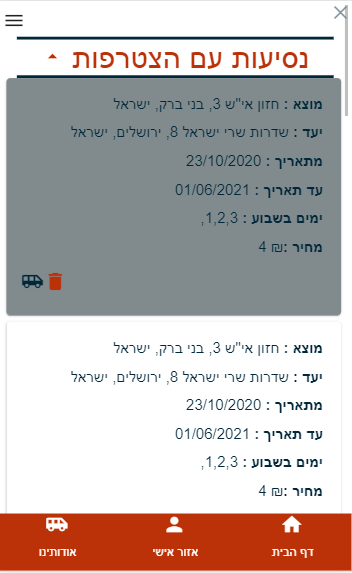 נסיעות עם הצטרפות
מוצא : חזון אי"ש 3, בני ברק, ישראל
יעד : שדרות שרי ישראל 8, ירושלים, ישראל
מתאריך : 23/10/2020
עד תאריך : 01/06/2021
ימים בשבוע : 1,2,3,
מחיר :₪ 4
מוצא : חזון אי"ש 3, בני ברק, ישראל
יעד : שדרות שרי ישראל 8, ירושלים, ישראל
מתאריך : 23/10/2020
עד תאריך : 01/06/2021
ימים בשבוע : 1,2,3,
מחיר :₪ 4
דף הבית אזור אישי אודותינו